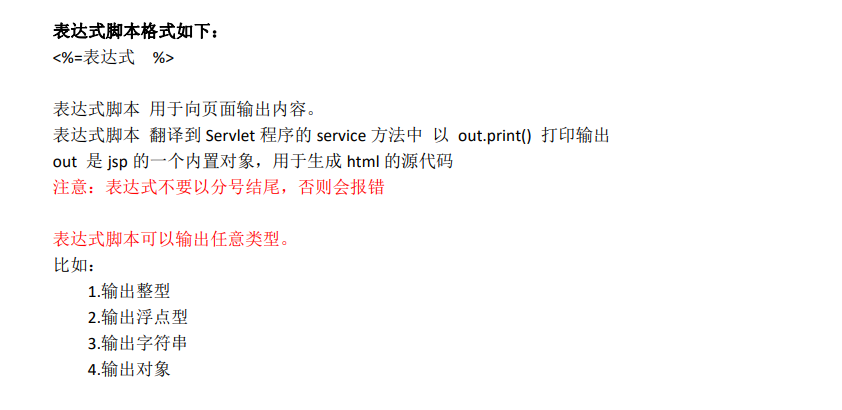 表达式脚本格式如下：
<%=表达式 %>
表达式脚本 用于向页面输出内容。
表达式脚本 翻译到 Servlet 程序的 service 方法中 以 out.print() 打印输出
out 是 jsp 的一个内置对象，用于生成 html 的源代码
注意：表达式不要以分号结尾，否则会报错
表达式脚本可以输出任意类型。
比如：
1.输出整型
2.输出浮点型
3.输出字符串
4.输出对象